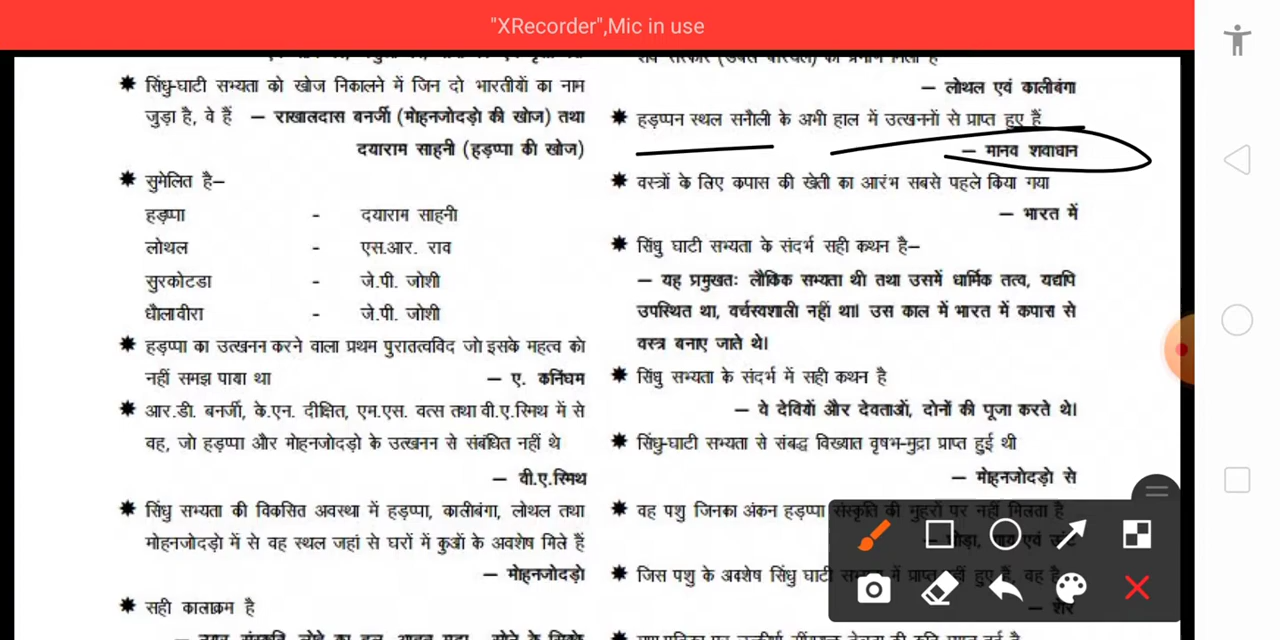 "XRecorder",Mic in use
✷ सिंधु-घाटी सभ्यता को खोज निकालने में जिन दो भारतीयों का नाम
जुड़ा है, वे हैं – राखालदास बनर्जी (मोहनजोदड़ो की खोज) तथा
दयाराम साहनी (हड़प्पा की खोज)
✷ सुमेलित है–
हड़प्पा - दयाराम साहनी
लोथल - एस.आर. राव
सुरकोटडा - जे.पी. जोशी
धौलावीरा - जे.पी. जोशी
✷ हड़प्पा का उत्खनन करने वाला प्रथम पुरातत्वविद जो इसके महत्व को
नहीं समझ पाया था – ए. कनिंघम
✷ आर.डी. बनर्जी, के.एन. दीक्षित, एम.एस. वत्स तथा वी.ए.स्मिथ में से
वह, जो हड़प्पा और मोहनजोदड़ो के उत्खनन से संबंधित नहीं थे
– वी.ए.स्मिथ
✷ सिंधु सभ्यता की विकसित अवस्था में हड़प्पा, कालीबंगा, लोथल तथा
मोहनजोदड़ो में से वह स्थल जहां से घरों में कुओं के अवशेष मिले हैं
– मोहनजोदड़ो
✷ सही कालाक्रम है
– लोथल एवं कालीबंगा
हड़प्पन स्थल सनौली के अभी हाल में उत्खननों से प्राप्त हुए हैं
– मानव शवाधान
✷ वस्त्रों के लिए कपास की खेती का आरंभ सबसे पहले किया गया
– भारत में
✷ सिंधु घाटी सभ्यता के संदर्भ सही कथन है–
– यह प्रमुखतः लौकिक सभ्यता थी तथा उसमें धार्मिक तत्व, यद्यपि
उपस्थित था, वर्चस्वशाली नहीं था। उस काल में भारत में कपास से
वस्त्र बनाए जाते थे।
✷ सिंधु सभ्यता के संदर्भ में सही कथन है
– वे देवियों और देवताओं, दोनों की पूजा करते थे।
✷ सिंधु-घाटी सभ्यता से संबद्ध विख्यात वृषभ-मुद्रा प्राप्त हुई थी
– मोहनजोदड़ो से
✷ वह पशु जिनका अंकन हड़प्पा संस्कृति की मुहरों पर नहीं मिलता है
एवं ऊंट
✷ जिस पशु के अवशेष सिंधु घाटी में प्राप्त नहीं हुए हैं, वह है
– शेर